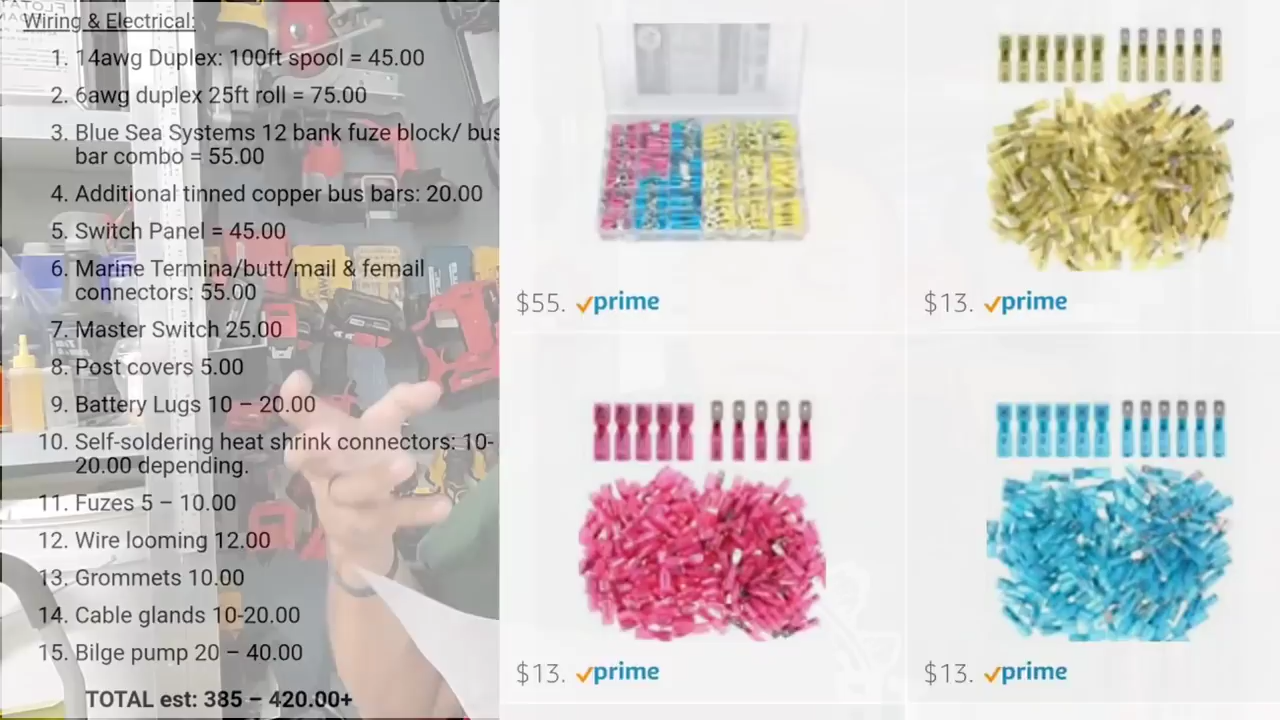 Wiring & Electrical:
1. 14awg Duplex: 100ft spool = 45.00
2. 6awg duplex 25ft roll = 75.00
3. Blue Sea Systems 12 bank fuze block/ bus
bar combo = 55.00
4. Additional tinned copper bus bars: 20.00
5. Switch Panel = 45.00
6. Marine Termina/butt/mail & femail
connectors: 55.00
7. Master Switch 25.00
8. Post covers 5.00
9. Battery Lugs 10 – 20.00
10. Self-soldering heat shrink connectors: 10-
20.00 depending.
11. Fuzes 5 – 10.00
12. Wire looming 12.00
13. Grommets 10.00
14. Cable glands 10-20.00
15. Bilge pump 20 – 40.00
TOTAL est: 385 – 420.00+
$55. prime
$13. prime
$13. prime
$13. prime